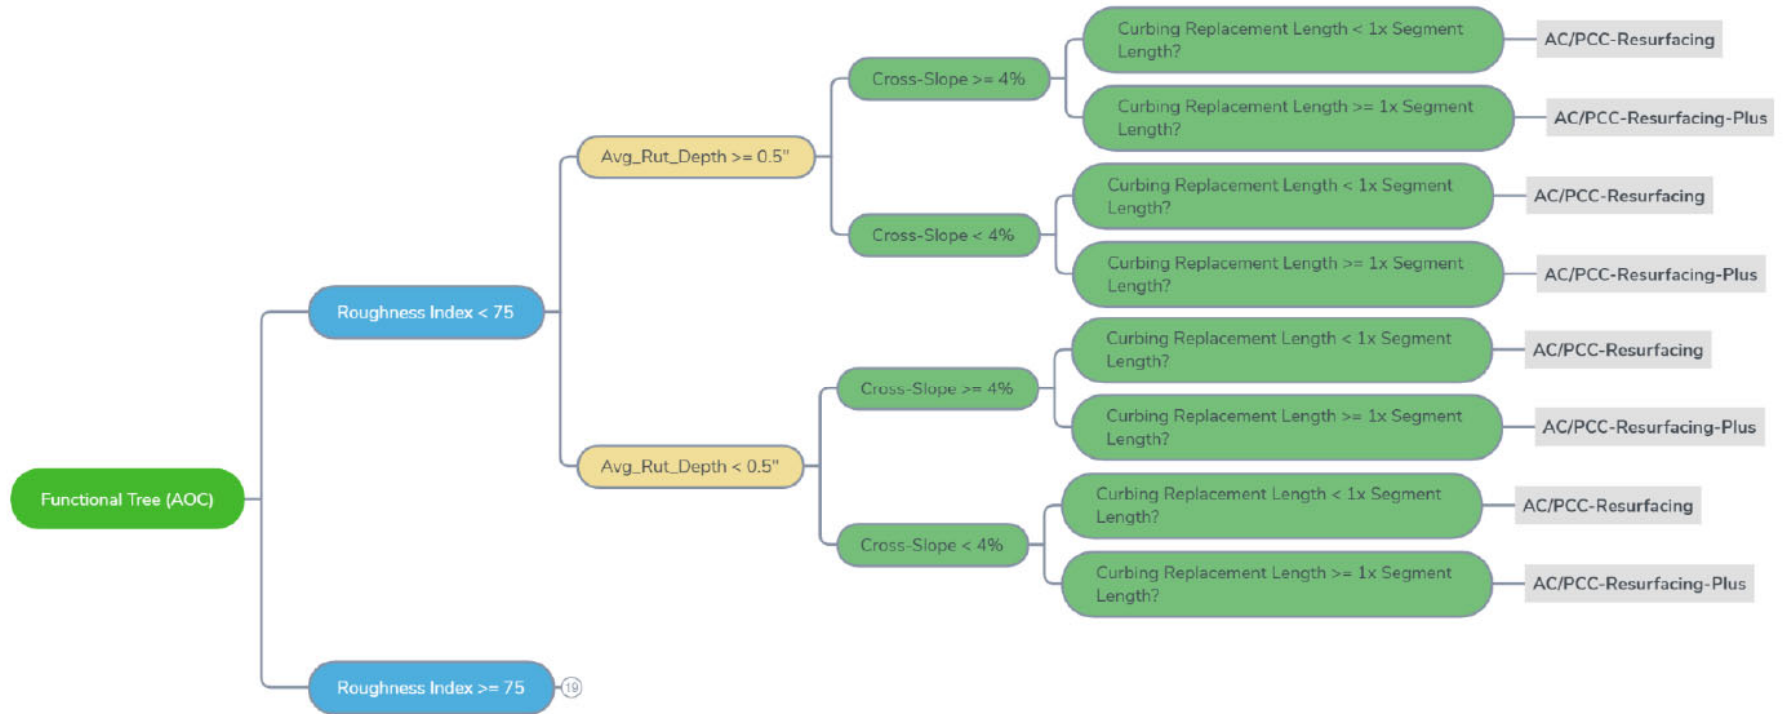 Curbing Replacement Length < 1x Segment
Length?
AC/PCC-Resurfacing
Cross-Slope >= 4%
Curbing Replacement Length >= 1x Segment
Length?
AC/PCC-Resurfacing-Plus
Avg_Rut_Depth >= 0.5"
Curbing Replacement Length < 1x Segment
Length?
AC/PCC-Resurfacing
Cross-Slope < 4%
Curbing Replacement Length >= 1x Segment
Length?
AC/PCC-Resurfacing-Plus
Roughness Index < 75
Curbing Replacement Length < 1x Segment
Length?
AC/PCC-Resurfacing
Cross-Slope >= 4%
Curbing Replacement Length >= 1x Segment
Length?
AC/PCC-Resurfacing-Plus
Avg_Rut_Depth < 0.5"
Functional Tree (AOC)
Curbing Replacement Length < 1x Segment
Length?
AC/PCC-Resurfacing
Cross-Slope < 4%
Curbing Replacement Length >= 1x Segment
Length?
AC/PCC-Resurfacing-Plus
Roughness Index >= 75
19